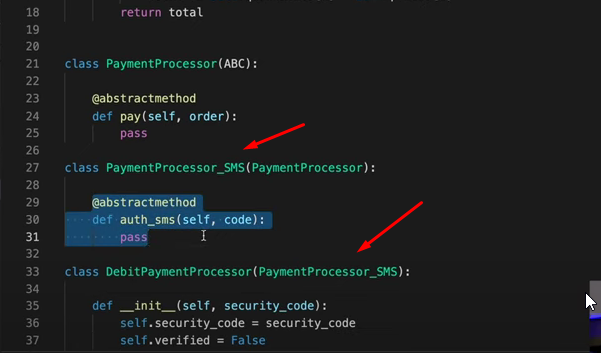 18 return total
19
20
21 class PaymentProcessor(ABC):
22
23 @abstractmethod
24 def pay(self, order):
25 pass
26
27 class PaymentProcessor_SMS(PaymentProcessor):
28
29 @abstractmethod
30 def auth_sms(self, code):
31 pass
32
33 class DebitPaymentProcessor(PaymentProcessor_SMS):
34
35 def __init__(self, security_code):
36 self.security_code = security_code
37 self.verified = False